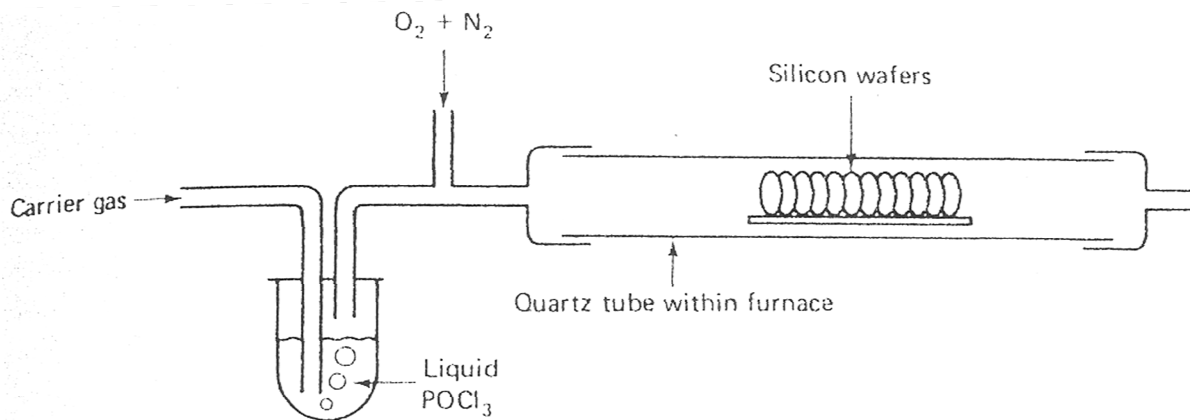 O₂ + N₂
Silicon wafers
Carrier gas
Quartz tube within furnace
Liquid
POCl₃